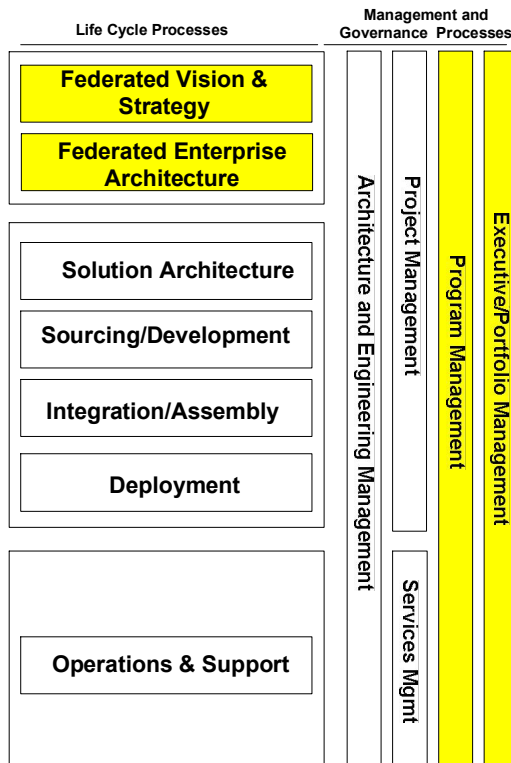 Life Cycle Processes
Management and
Governance Processes
Federated Vision &
Strategy
Federated Enterprise
Architecture
Solution Architecture
Sourcing/Development
Integration/Assembly
Deployment
Operations & Support
Architecture and Engineering Management
Project Management
Services Mgmt
Program Management
Executive/Portfolio Management